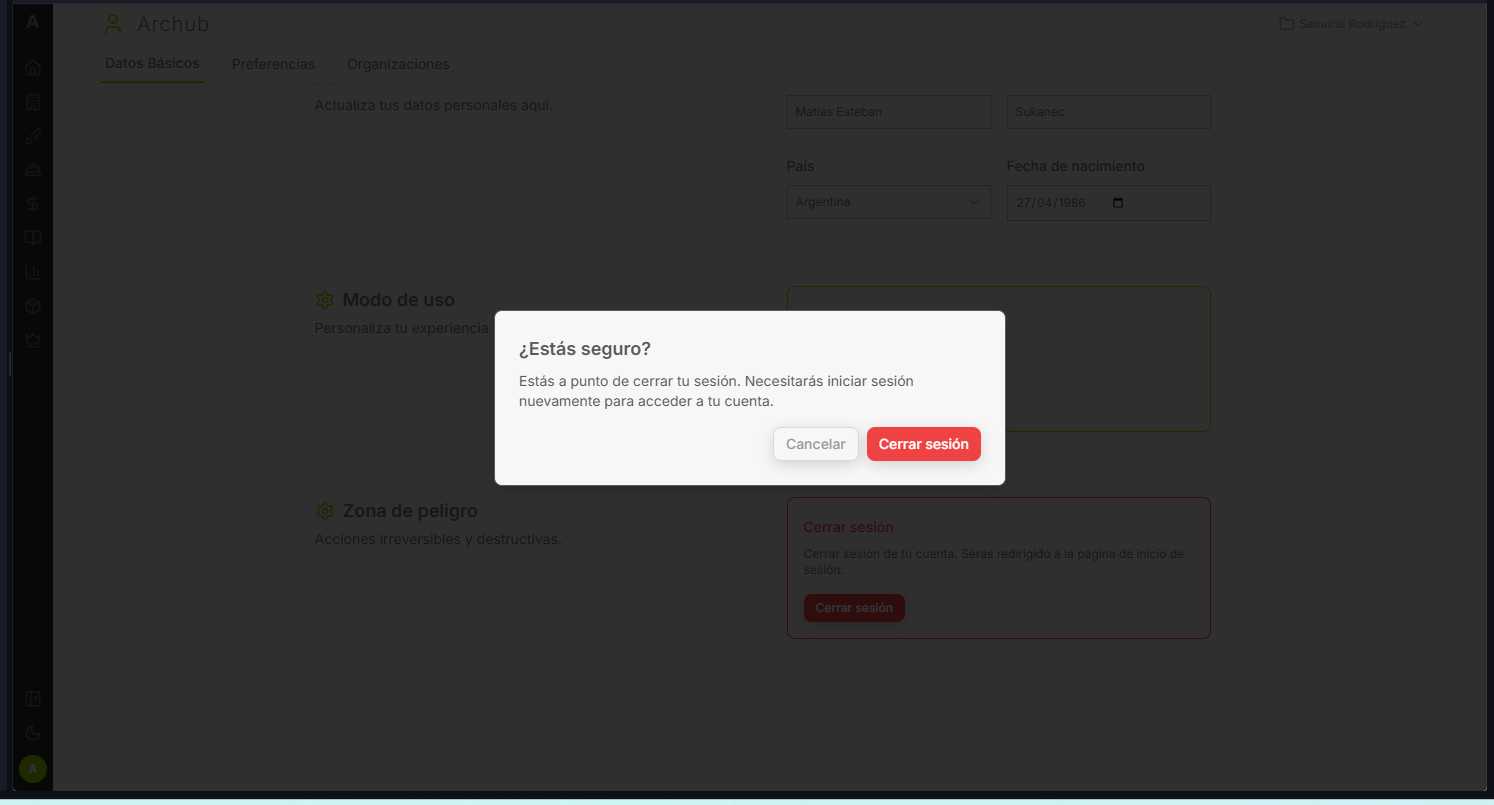 A
Archub
Samurai Rodriguez
Datos Básicos
Preferencias
Organizaciones
Actualiza tus datos personales aquí.
Matias Esteban
Sukanec
País
Fecha de nacimiento
Argentina
27/04/1986
Modo de uso
Personaliza tu experiencia
¿Estás seguro?
Estás a punto de cerrar tu sesión. Necesitarás iniciar sesión
nuevamente para acceder a tu cuenta.
Cancelar
Cerrar sesión
Zona de peligro
Acciones irreversibles y destructivas.
Cerrar sesión
Cerrar sesión de tu cuenta. Serás redirigido a la página de inicio de
sesión.
Cerrar sesión
A